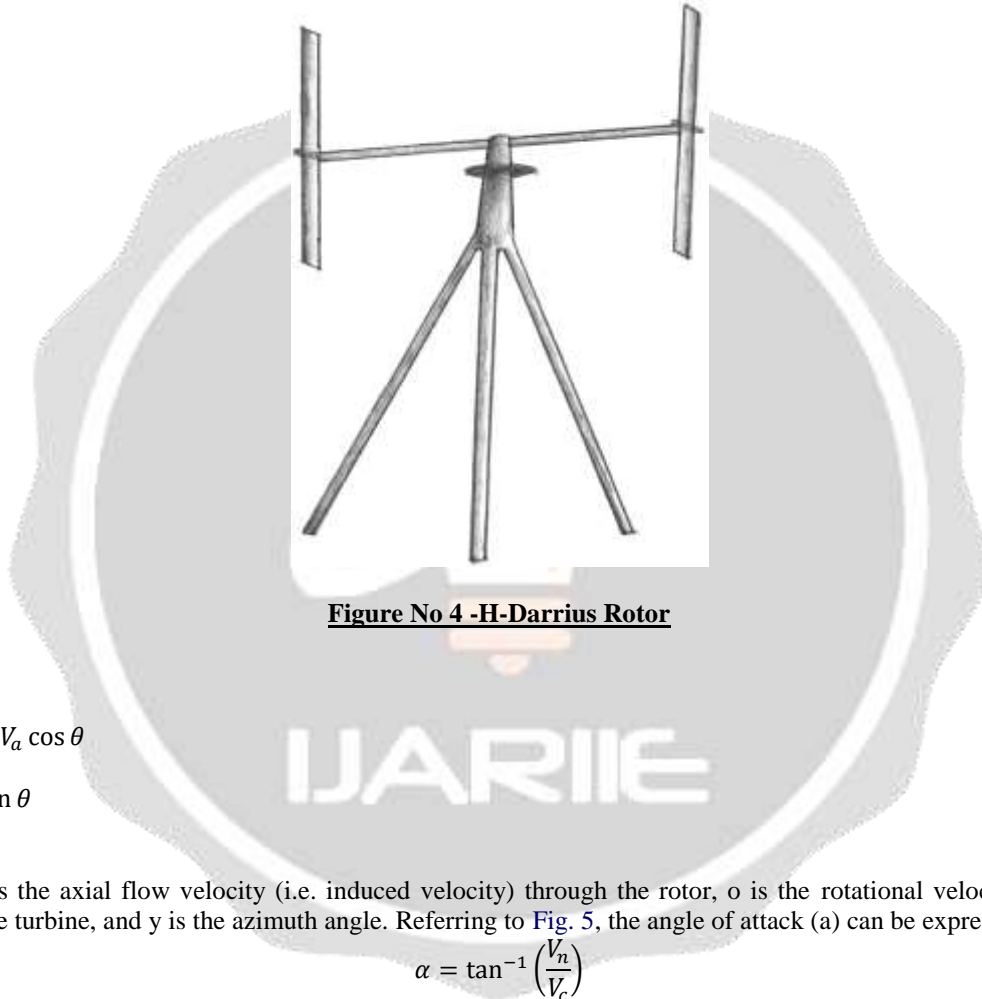 Figure No 4 -H-Darrius Rotor
V_a cos θ
n θ
IJARIIE
s the axial flow velocity (i.e. induced velocity) through the rotor, o is the rotational
e turbine, and y is the azimuth angle. Referring to Fig. 5, the angle of attack (a) can be
α = tan⁻¹ (V_n / V_c)